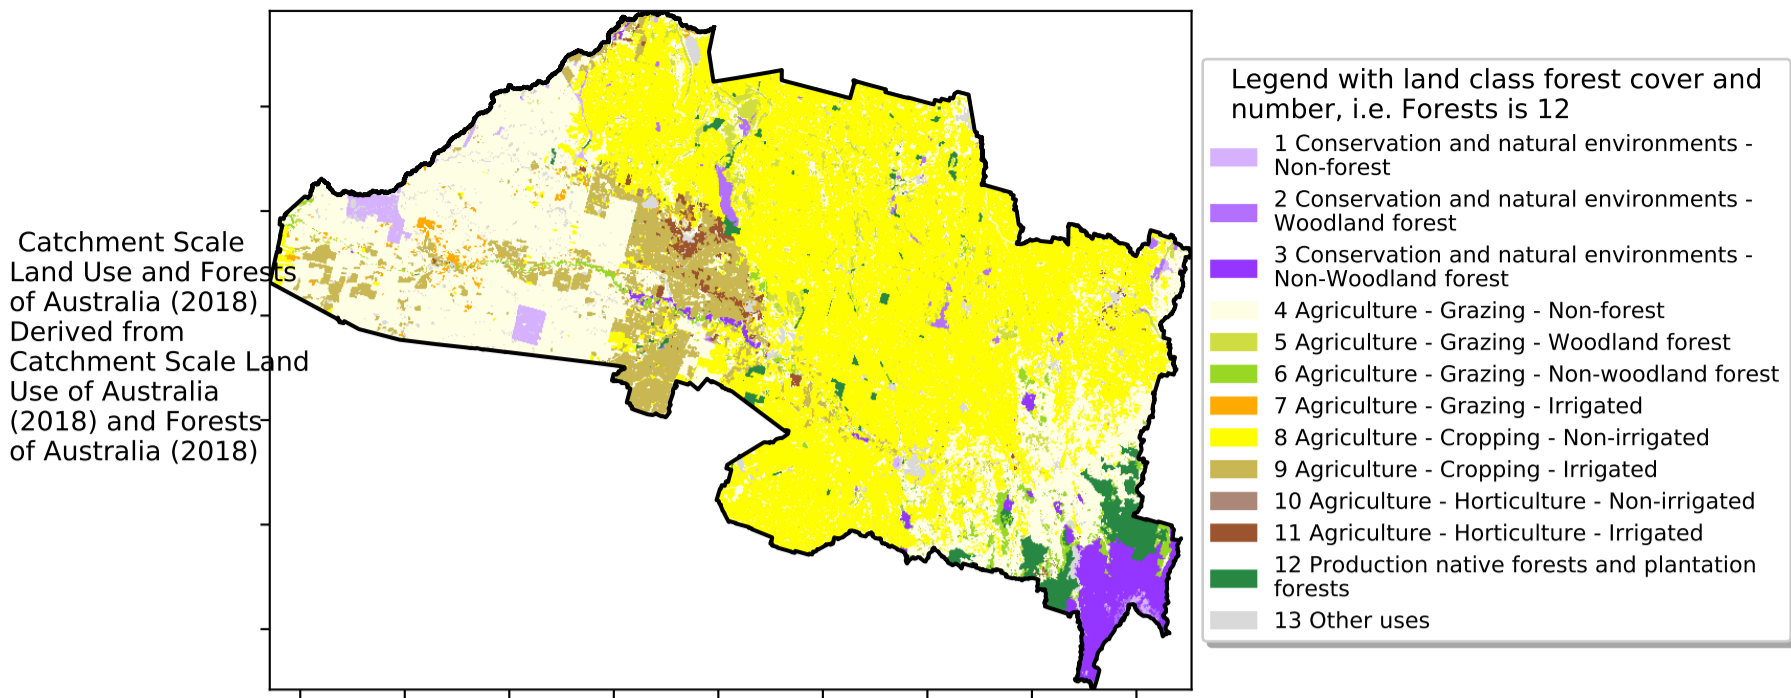 Catchment Scale
Land Use and Forests
of Australia (2018)
Derived from
Catchment Scale Land
Use of Australia
(2018) and Forests
of Australia (2018)
Legend with land class forest cover and
number, i.e. Forests is 12
1 Conservation and natural environments -
Non-forest
2 Conservation and natural environments -
Woodland forest
3 Conservation and natural environments -
Non-Woodland forest
4 Agriculture - Grazing - Non-forest
5 Agriculture - Grazing - Woodland forest
6 Agriculture - Grazing - Non-woodland forest
7 Agriculture - Grazing - Irrigated
8 Agriculture - Cropping - Non-irrigated
9 Agriculture - Cropping - Irrigated
10 Agriculture - Horticulture - Non-irrigated
11 Agriculture - Horticulture - Irrigated
12 Production native forests and plantation
forests
13 Other uses